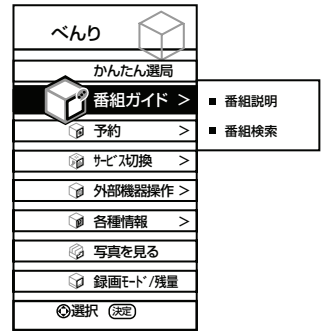 べんり
かんたん選局
番組ガイド >
■ 番組説明
■ 番組検索
予約 >
ｻｰﾋﾞｽ切換 >
外部機器操作 >
各種情報 >
写真を見る
録画ﾓｰﾄﾞ/残量
選択 決定